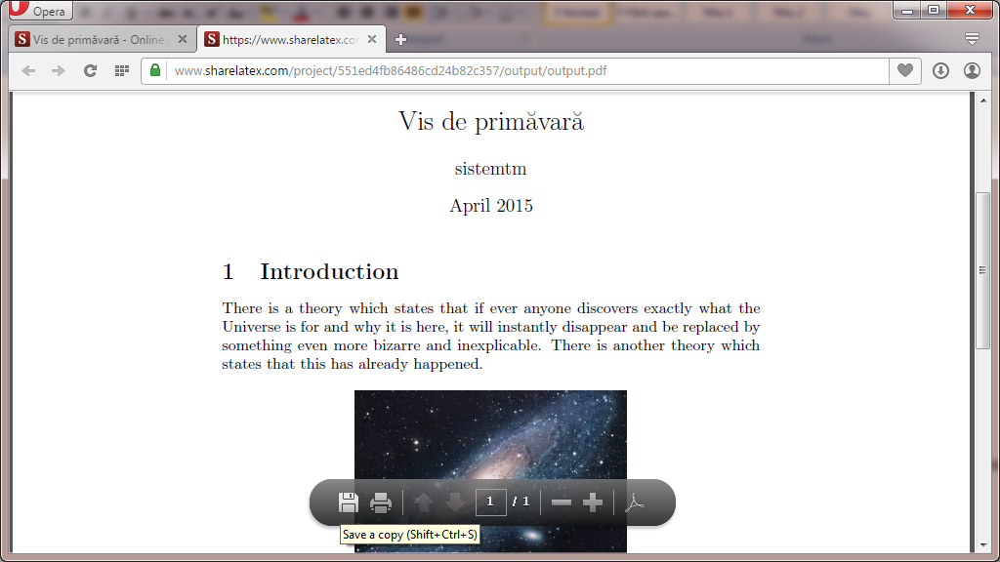 Opera
Vis de primăvară - Online
https://www.sharelatex.co
www.sharelatex.com/project/551ed4fb86486cd24b82c357/output/output.pdf
Vis de primăvară
sistemtm
April 2015
1 Introduction
There is a theory which states that if ever anyone discovers exactly what the
Universe is for and why it is here, it will instantly disappear and be replaced by
something even more bizarre and inexplicable. There is another theory which
states that this has already happened.
1 / 1
Save a copy (Shift+Ctrl+S)